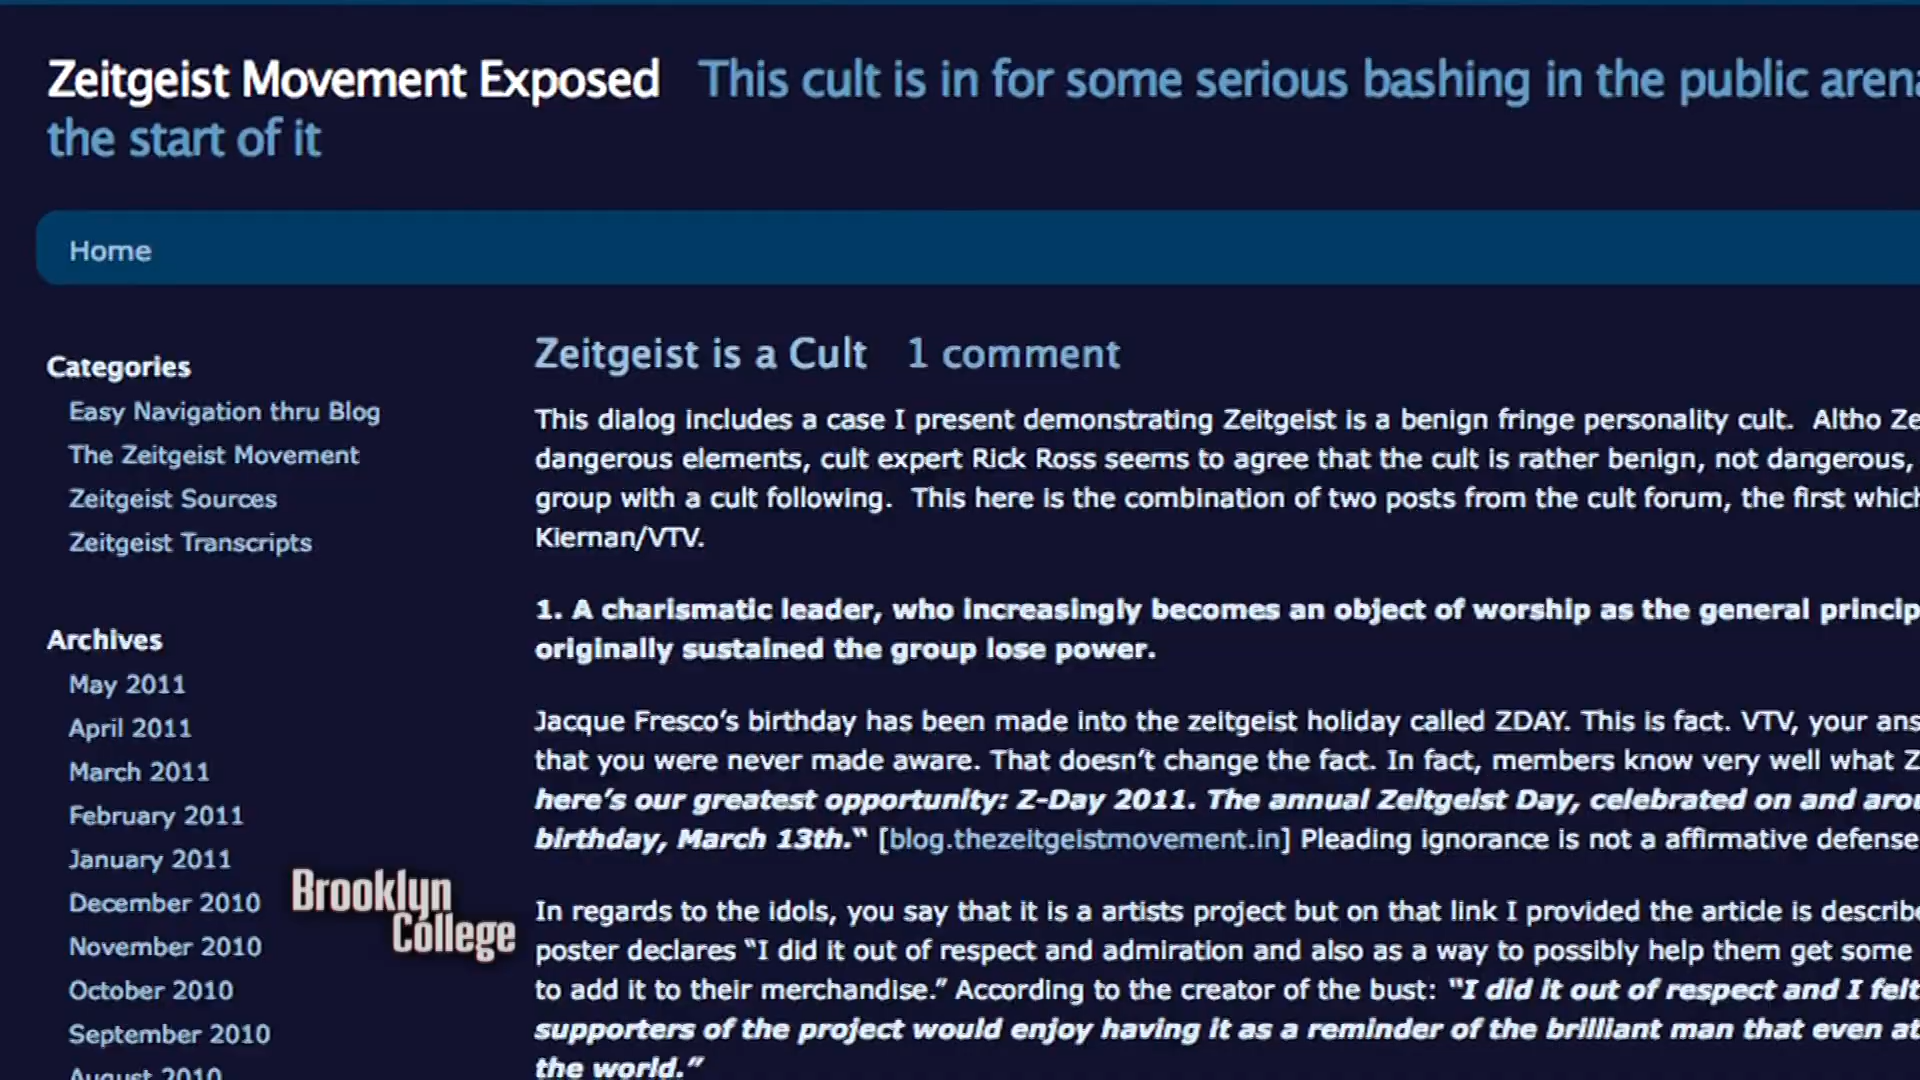 Zeitgeist Movement Exposed This cult is in for some serious bashing in the public arena
the start of it
Home
Categories
Easy Navigation thru Blog
The Zeitgeist Movement
Zeitgeist Sources
Zeitgeist Transcripts
Archives
May 2011
April 2011
March 2011
February 2011
January 2011
December 2010
November 2010
October 2010
September 2010
August 2010
Brooklyn
College
Zeitgeist is a Cult 1 comment
This dialog includes a case I present demonstrating Zeitgeist is a benign fringe personality cult. Altho Ze
dangerous elements, cult expert Rick Ross seems to agree that the cult is rather benign, not dangerous,
group with a cult following. This here is the combination of two posts from the cult forum, the first which
Kiernan/VTV.
1. A charismatic leader, who increasingly becomes an object of worship as the general princip
originally sustained the group lose power.
Jacque Fresco’s birthday has been made into the zeitgeist holiday called ZDAY. This is fact. VTV, your ans
that you were never made aware. That doesn’t change the fact. In fact, members know very well what Z
here’s our greatest opportunity: Z-Day 2011. The annual Zeitgeist Day, celebrated on and arou
birthday, March 13th.“ [blog.thezeitgeistmovement.in] Pleading ignorance is not a affirmative defense
In regards to the idols, you say that it is a artists project but on that link I provided the article is describe
poster declares “I did it out of respect and admiration and also as a way to possibly help them get some
to add it to their merchandise.” According to the creator of the bust: “I did it out of respect and I felt
supporters of the project would enjoy having it as a reminder of the brilliant man that even at
the world.”